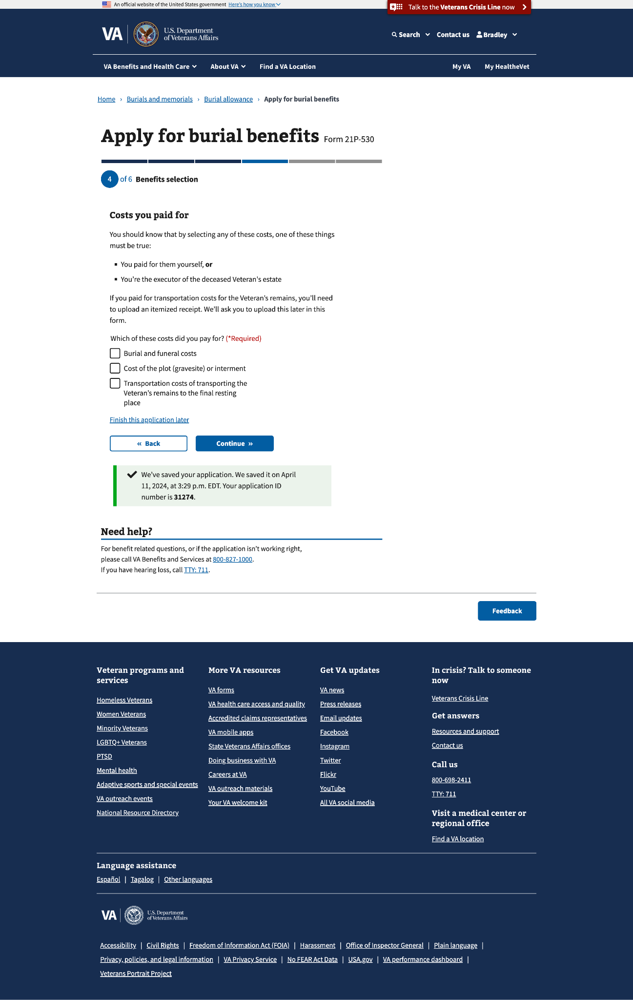 An official website of the United States government Here's how you know
Talk to the Veterans Crisis Line now
VA
U.S. Department
of Veterans Affairs
Search Contact us Bradley
VA Benefits and Health Care About VA Find a VA Location My VA My HealtheVet
Home › Burials and memorials › Burial allowance › Apply for burial benefits
Apply for burial benefits Form 21P-530
4 of 6 Benefits selection
Costs you paid for
You should know that by selecting any of these costs, one of these things
must be true:
▪ You paid for them yourself, or
▪ You’re the executor of the deceased Veteran's estate
If you paid for transportation costs for the Veteran’s remains, you’ll need
to upload an itemized receipt. We’ll ask you to upload this later in this
form.
Which of these costs did you pay for? (*Required)
Burial and funeral costs
Cost of the plot (gravesite) or interment
Transportation costs of transporting the
Veteran’s remains to the final resting
place
Finish this application later
« Back
Continue »
We’ve saved your application. We saved it on April
11, 2024, at 3:29 p.m. EDT. Your application ID
number is 31274.
Need help?
For benefit related questions, or if the application isn’t working right,
please call VA Benefits and Services at 800-827-1000.
If you have hearing loss, call TTY: 711.
Feedback
Veteran programs and
services
Homeless Veterans
Women Veterans
Minority Veterans
LGBTQ+ Veterans
PTSD
Mental health
Adaptive sports and special events
VA outreach events
National Resource Directory
More VA resources
VA forms
VA health care access and quality
Accredited claims representatives
VA mobile apps
State Veterans Affairs offices
Doing business with VA
Careers at VA
VA outreach materials
Your VA welcome kit
Get VA updates
VA news
Press releases
Email updates
Facebook
Instagram
Twitter
Flickr
YouTube
All VA social media
In crisis? Talk to someone
now
Veterans Crisis Line
Get answers
Resources and support
Contact us
Call us
800-698-2411
TTY: 711
Visit a medical center or
regional office
Find a VA location
Language assistance
Español | Tagalog | Other languages
VA
U.S. Department
of Veterans Affairs
Accessibility | Civil Rights | Freedom of Information Act (FOIA) | Harassment | Office of Inspector General | Plain language |
Privacy, policies, and legal information | VA Privacy Service | No FEAR Act Data | USA.gov | VA performance dashboard |
Veterans Portrait Project